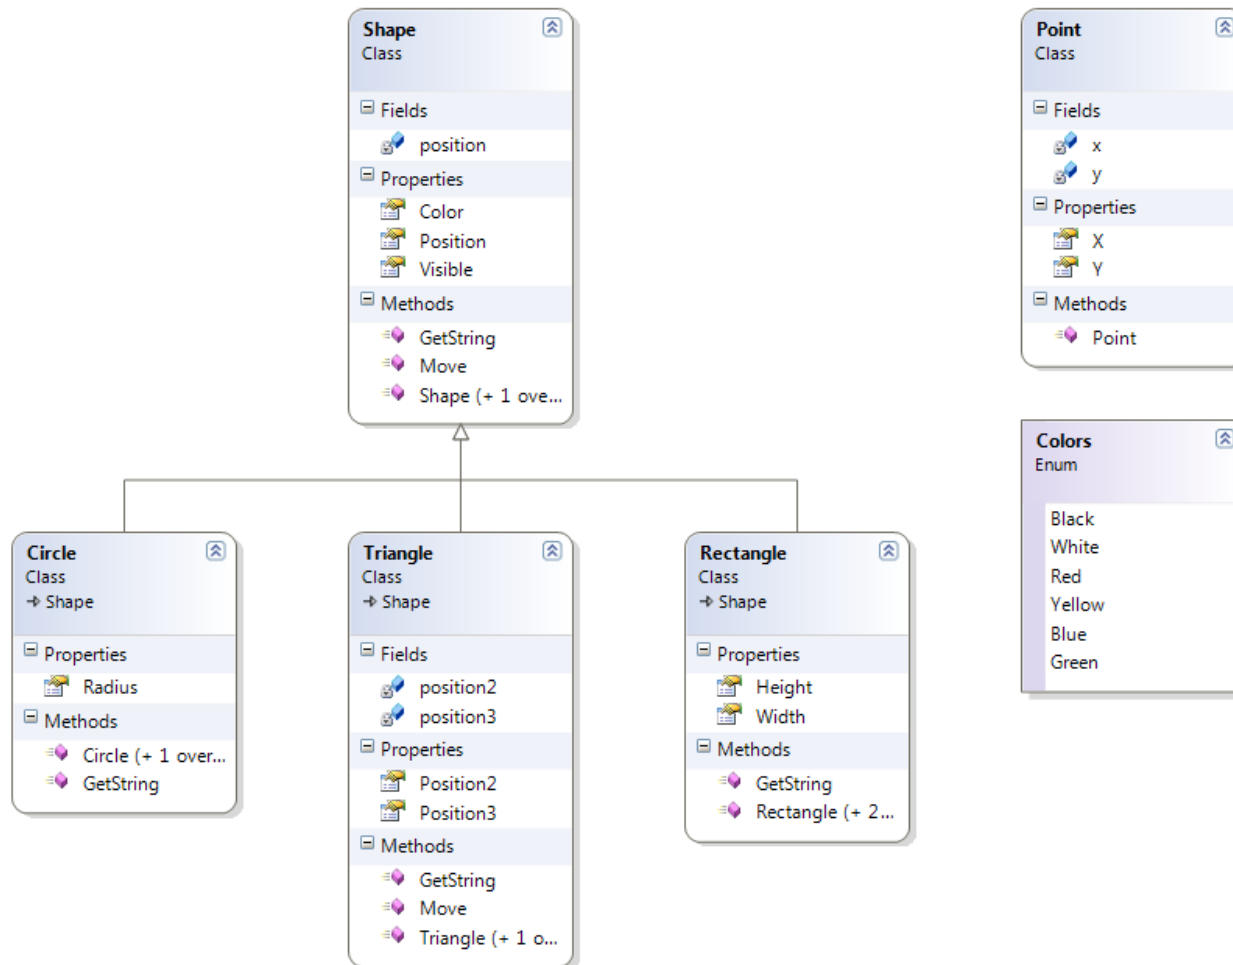 Shape
Class
Fields
position
Properties
Color
Position
Visible
Methods
GetString
Move
Shape (+ 1 ove...
Point
Class
Fields
x
y
Properties
X
Y
Methods
Point
Colors
Enum
Black
White
Red
Yellow
Blue
Green
Circle
Class
Shape
Properties
Radius
Methods
Circle (+ 1 over...
GetString
Triangle
Class
Shape
Fields
position2
position3
Properties
Position2
Position3
Methods
GetString
Move
Triangle (+ 1 o...
Rectangle
Class
Shape
Properties
Height
Width
Methods
GetString
Rectangle (+ 2...